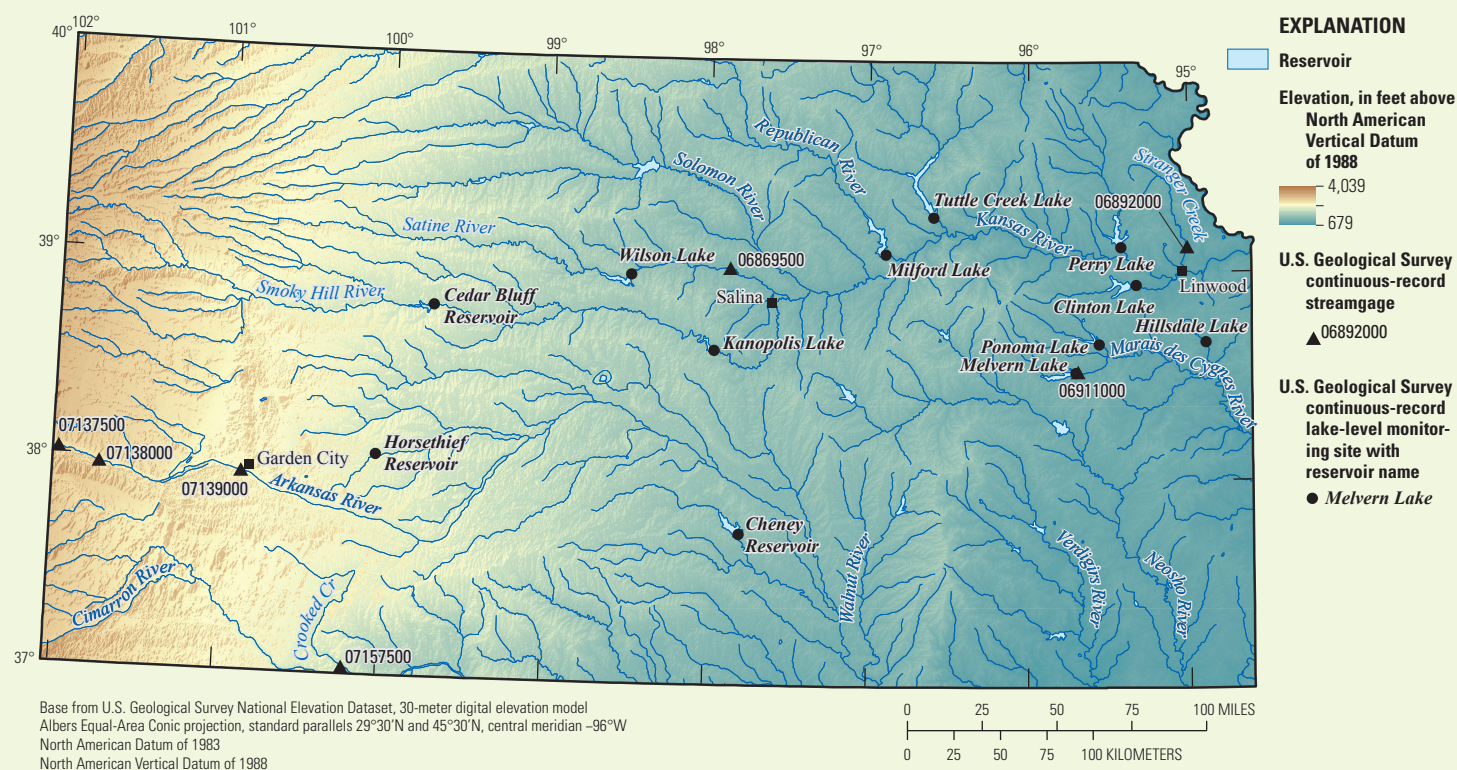 102°
40°
101°
100°
99°
98°
97°
96°
95°
39°
38°
37°
Republican
River
Solomon River
Satine River
Smoky Hill River
Cedar Bluff
Reservoir
Wilson Lake
06869500
Salina
Kanopolis Lake
Tuttle Creek Lake
Kansas River
Milford Lake
Stranger Creek
06892000
Perry Lake
Linwood
Clinton Lake
Hillsdale Lake
Ponoma Lake
Marais des Cygnes
River
Melvern Lake
06911000
07137500
07138000
Garden City
07139000
Arkansas River
Horsethief
Reservoir
Cheney
Reservoir
Walnut River
Verdigirs River
Neosho River
Cimarron River
Crooked Cr
07157500
EXPLANATION
Reservoir
Elevation, in feet above
North American
Vertical Datum
of 1988
4,039
679
U.S. Geological Survey
continuous-record
streamgage
06892000
U.S. Geological Survey
continuous-record
lake-level monitor-
ing site with
reservoir name
Melvern Lake
Base from U.S. Geological Survey National Elevation Dataset, 30-meter digital elevation model
Albers Equal-Area Conic projection, standard parallels 29°30'N and 45°30'N, central meridian –96°W
North American Datum of 1983
North American Vertical Datum of 1988
0 25 50 75 100 MILES
0 25 50 75 100 KILOMETERS